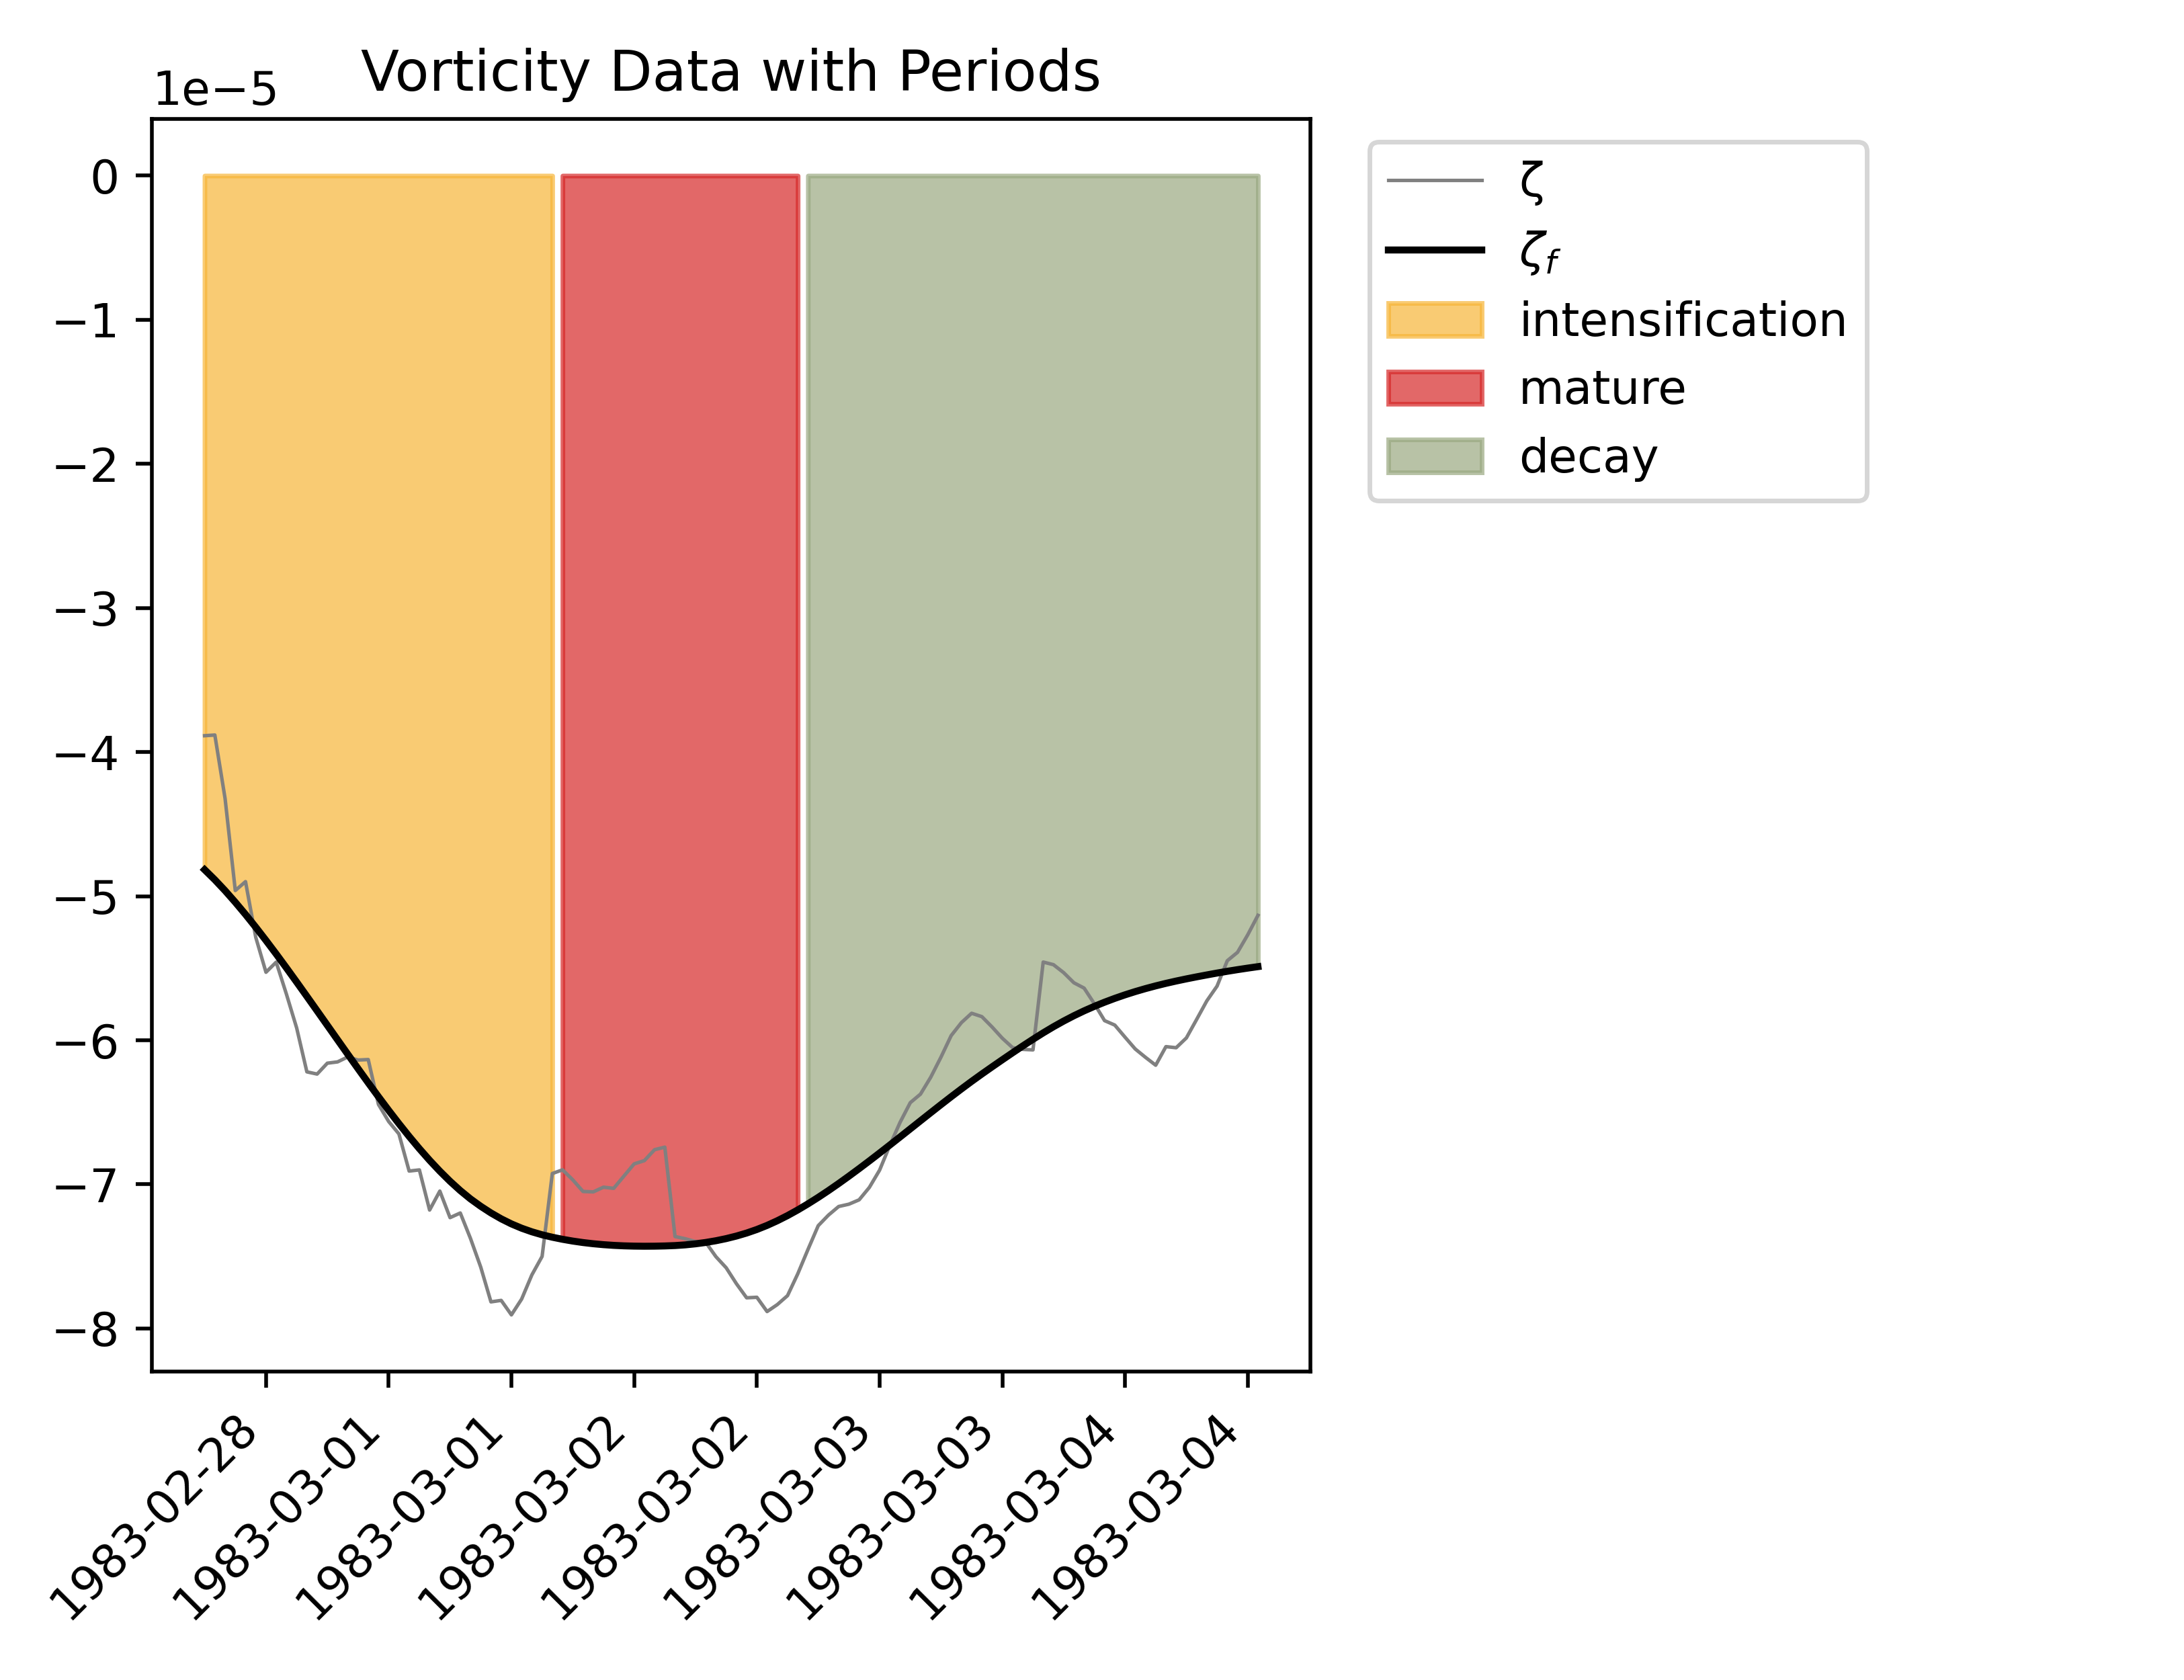 Vorticity Data with Periods
1e−5
0
−1
−2
−3
−4
−5
−6
−7
−8
1983-02-28
1983-03-01
1983-03-01
1983-03-02
1983-03-02
1983-03-03
1983-03-03
1983-03-04
1983-03-04
ζ
ζf
intensification
mature
decay